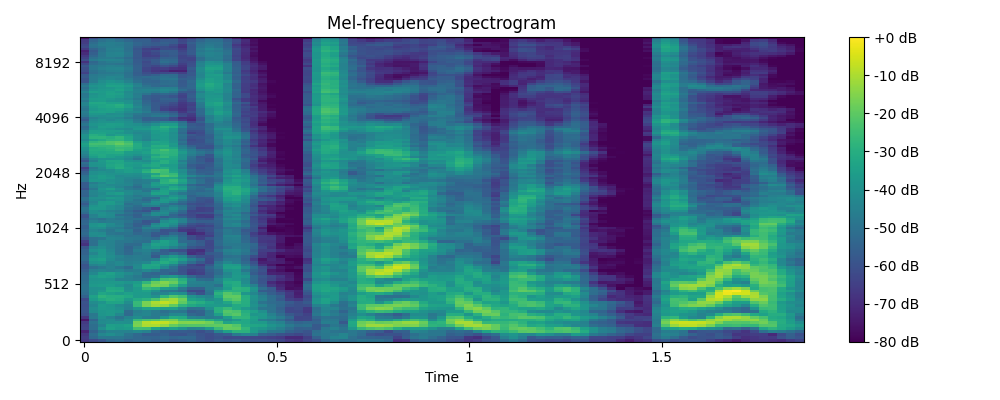 Mel-frequency spectrogram
+0 dB
8192
-10 dB
4096
-20 dB
-30 dB
Hz
2048
-40 dB
1024
-50 dB
-60 dB
512
-70 dB
0
-80 dB
0
0.5
1
1.5
Time